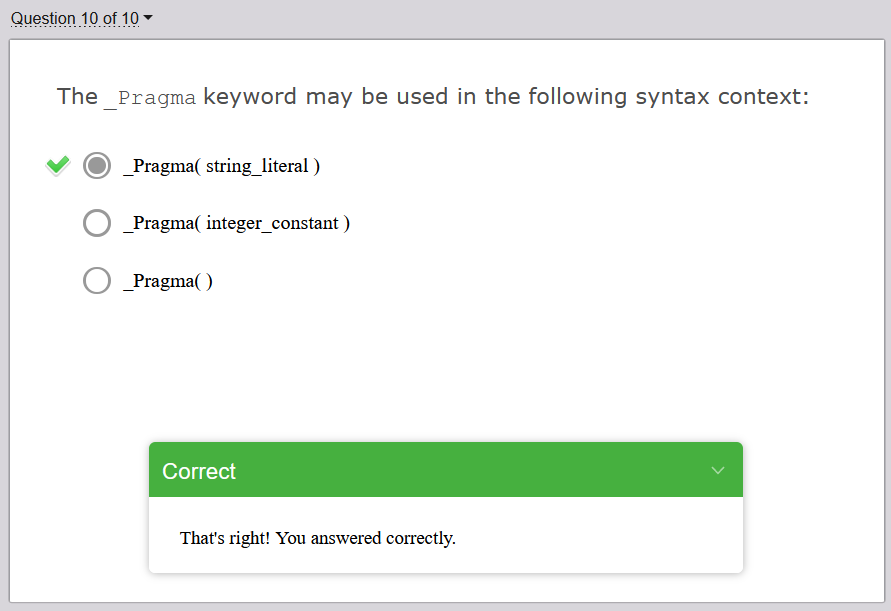 Question 10 of 10
The _Pragma keyword may be used in the following syntax context:
_Pragma( string_literal )
_Pragma( integer_constant )
_Pragma( )
Correct
That's right! You answered correctly.